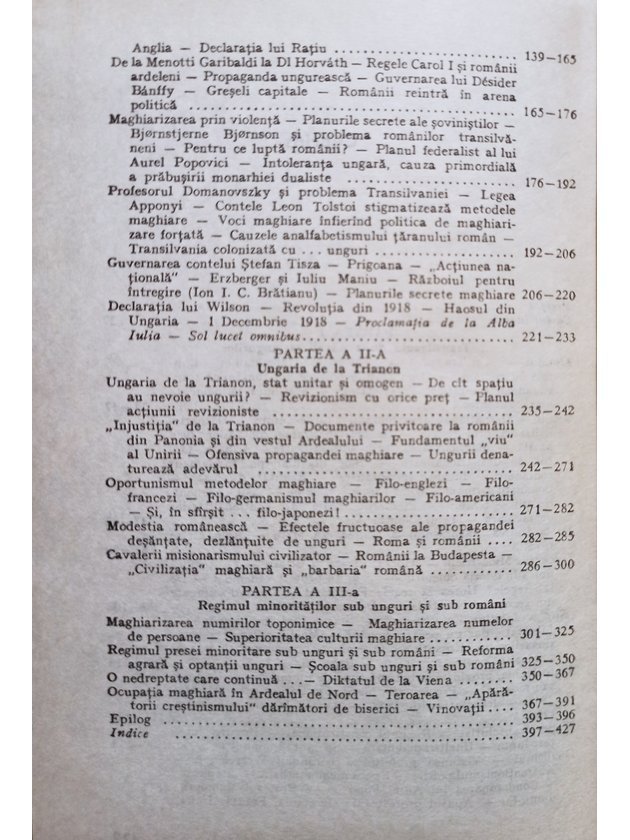 Anglia — Declarația lui Rațiu . . . . . . . . . . . . . . . . . . 139—165
De la Menotti Garibaldi la Dl Horváth — Regele Carol I și românii
ardeleni — Propaganda ungurească — Guvernarea lui Désider
Bánffy — Greșeli capitale — Românii reintră în arena
politică . . . . . . . . . . . . . . . . . . 165—176
Maghiarizarea prin violență — Planurile secrete ale șoviniștilor —
Bjørnstjerne Bjørnson și problema românilor transilvă-
neni — Pentru ce luptă românii? — Planul federalist al lui
Aurel Popovici — Intoleranța ungară, cauza primordială
a prăbușirii monarhiei dualiste . . . . . . . . . . . . . . . . . . 176—192
Profesorul Domanovszky și problema Transilvaniei — Legea
Apponyi — Contele Leon Tolstoi stigmatizează metodele
maghiare — Voci maghiare înfierînd politica de maghiari-
zare forțată — Cauzele analfabetismului țăranului român —
Transilvania colonizată cu ... unguri . . . . . . . . . . . . 192—206
Guvernarea contelui Ștefan Tisza — Prigoana — „Acțiunea na-
țională" — Erzberger și Iuliu Maniu — Războiul pentru
întregire (Ion I. C. Brătianu) — Planurile secrete maghiare 206—220
Declarația lui Wilson — Revoluția din 1918 — Haosul din
Ungaria — 1 Decembrie 1918 — Proclamația de la Alba
Iulia — Sol lucet omnibus . . . . . . . . . . . . . . . . . . 221—233
PARTEA A II-A
Ungaria de la Trianon
Ungaria de la Trianon, stat unitar și omogen — De cît spațiu
au nevoie ungurii? — Revizionism cu orice preț — Planul
acțiunii revizioniste . . . . . . . . . . . . . . . . . . 235—242
„Injustiția" de la Trianon — Documente privitoare la românii
din Panonia și din vestul Ardealului — Fundamentul „viu"
al Unirii — Ofensiva propagandei maghiare — Ungurii dena-
turează adevărul . . . . . . . . . . . . . . . . . . 242—271
Oportunismul metodelor maghiare — Filo-englezi — Filo-
francezi — Filo-germanismul maghiarilor — Filo-americani
— Și, în sfîrșit ... filo-japonezi! . . . . . . . . . . . . . . . . . . 271—282
Modestia românească — Efectele fructuoase ale propagandei
deșănțate, dezlănțuite de unguri — Roma și românii . . . . 282—285
Cavalerii misionarismului civilizator — Românii la Budapesta —
„Civilizația" maghiară și „barbaria" română . . . . . . . . . . . . 286—300
PARTEA A III-a
Regimul minorităților sub unguri și sub români
Maghiarizarea numirilor toponimice — Maghiarizarea numelor
de persoane — Superioritatea culturii maghiare . . . . . . . . . . . . 301—325
Regimul presei minoritare sub unguri și sub români — Reforma
agrară și optanții unguri — Școala sub unguri și sub români 325—350
O nedreptate care continuă ... — Diktatul de la Viena . . . . . . . 350—367
Ocupația maghiară în Ardealul de Nord — Teroarea — „Apără-
torii creștinismului" dărîmători de biserici — Vinovații . . . . 367—391
Epilog . . . . . . . . . . . . . . . . . . 393—396
Indice . . . . . . . . . . . . . . . . . . 397—427